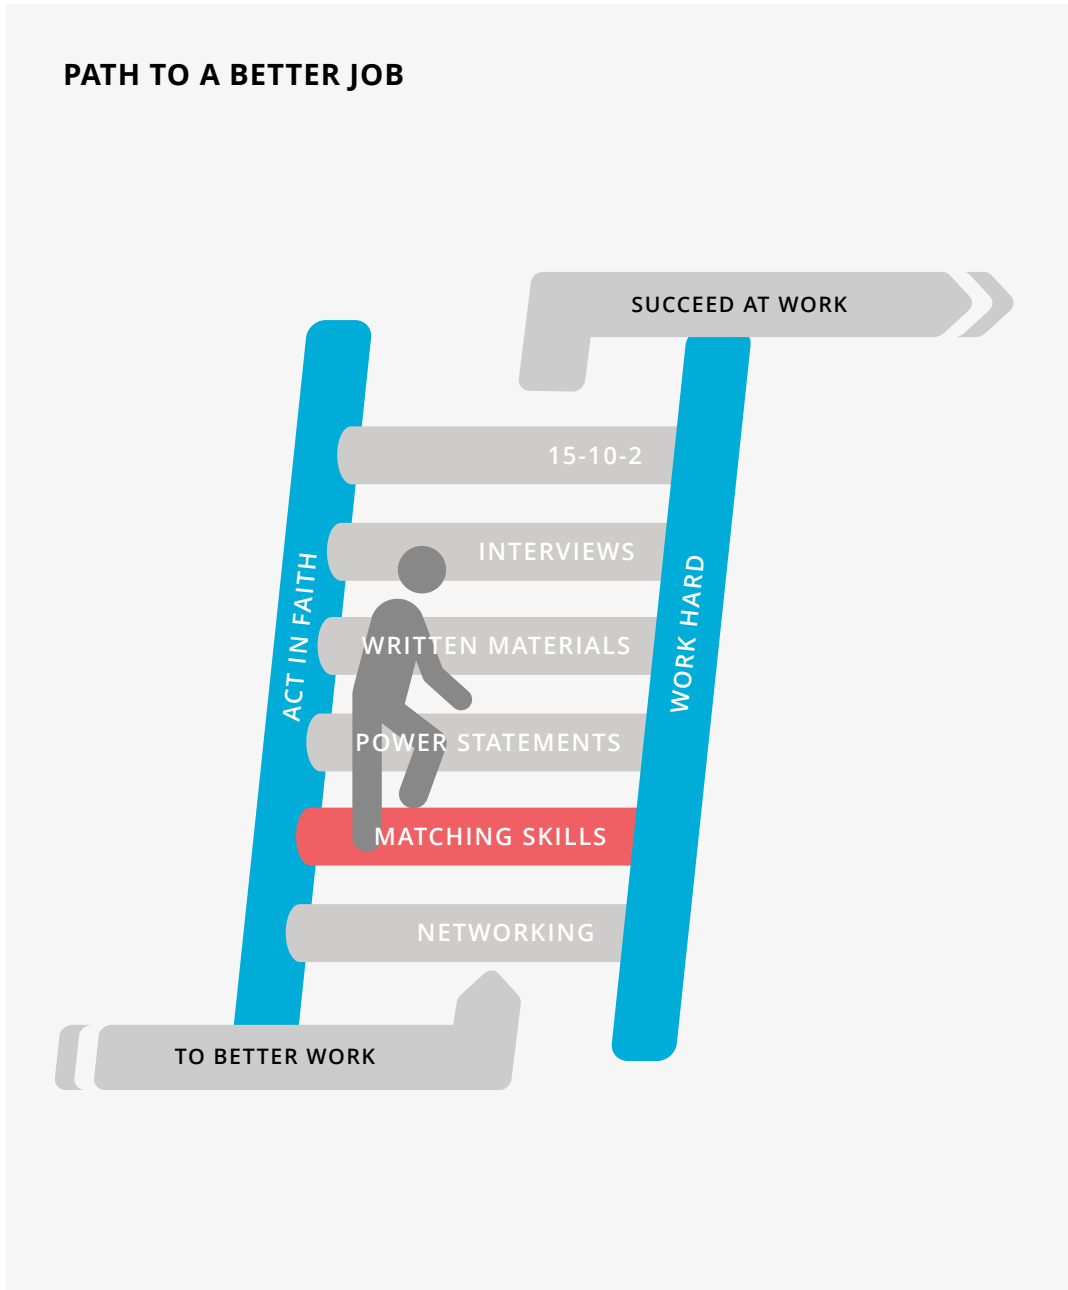 PATH TO A BETTER JOB
SUCCEED AT WORK
15-10-2
INTERVIEWS
ACT IN FAITH
WORK HARD
WRITTEN MATERIALS
POWER STATEMENTS
MATCHING SKILLS
NETWORKING
TO BETTER WORK